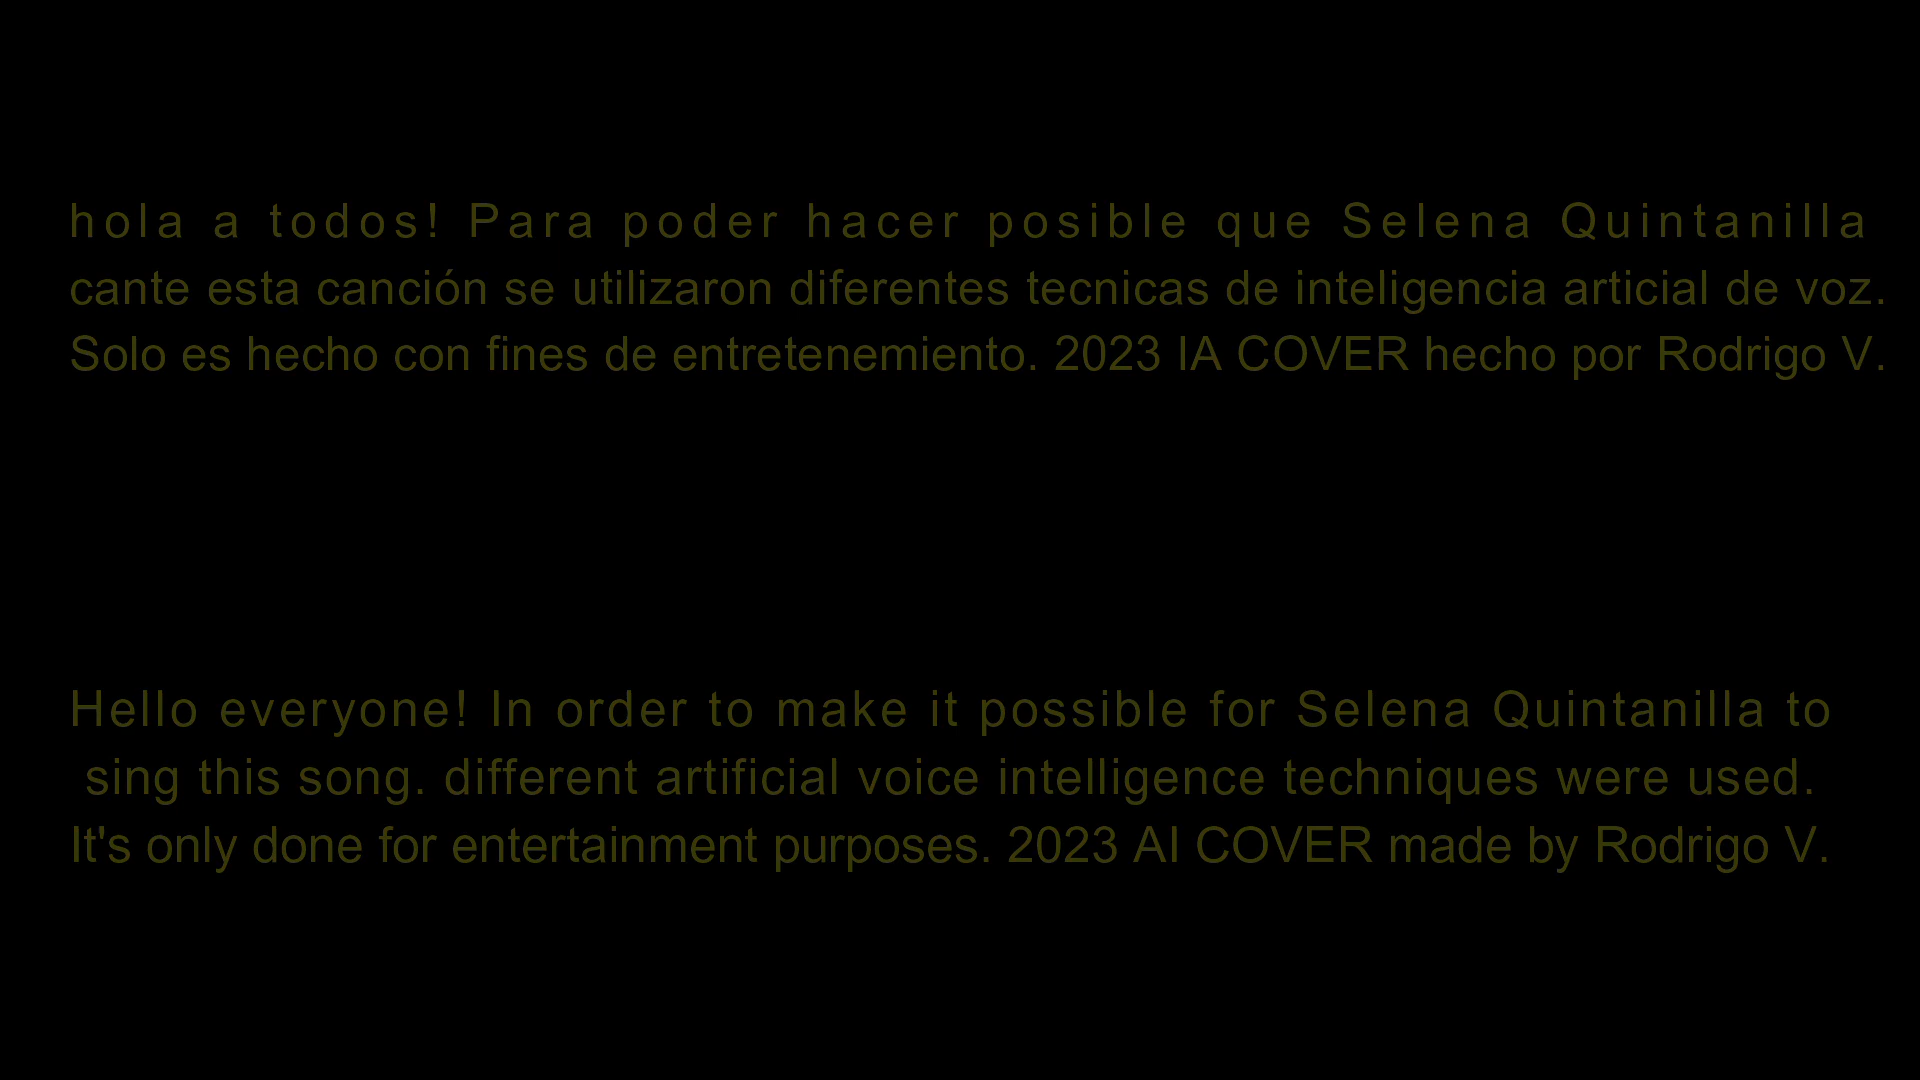 hola a todos! Para poder hacer posible que Selena Quintanilla
cante esta canción se utilizaron diferentes tecnicas de inteligencia articial de voz.
Solo es hecho con fines de entretenemiento. 2023 IA COVER hecho por Rodrigo V.
Hello everyone! In order to make it possible for Selena Quintanilla to
sing this song. different artificial voice intelligence techniques were used.
It's only done for entertainment purposes. 2023 AI COVER made by Rodrigo V.